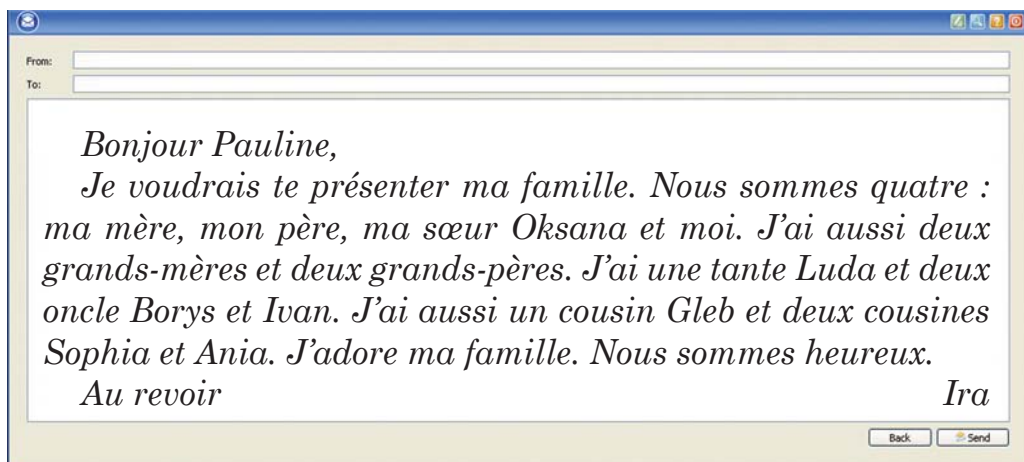 From:
To:
Bonjour Pauline,
Je voudrais te présenter ma famille. Nous sommes quatre :
ma mère, mon père, ma sœur Oksana et moi. J’ai aussi deux
grands-mères et deux grands-pères. J’ai une tante Luda et deux
oncle Borys et Ivan. J’ai aussi un cousin Gleb et deux cousines
Sophia et Ania. J’adore ma famille. Nous sommes heureux.
Au revoir Ira
Back Send